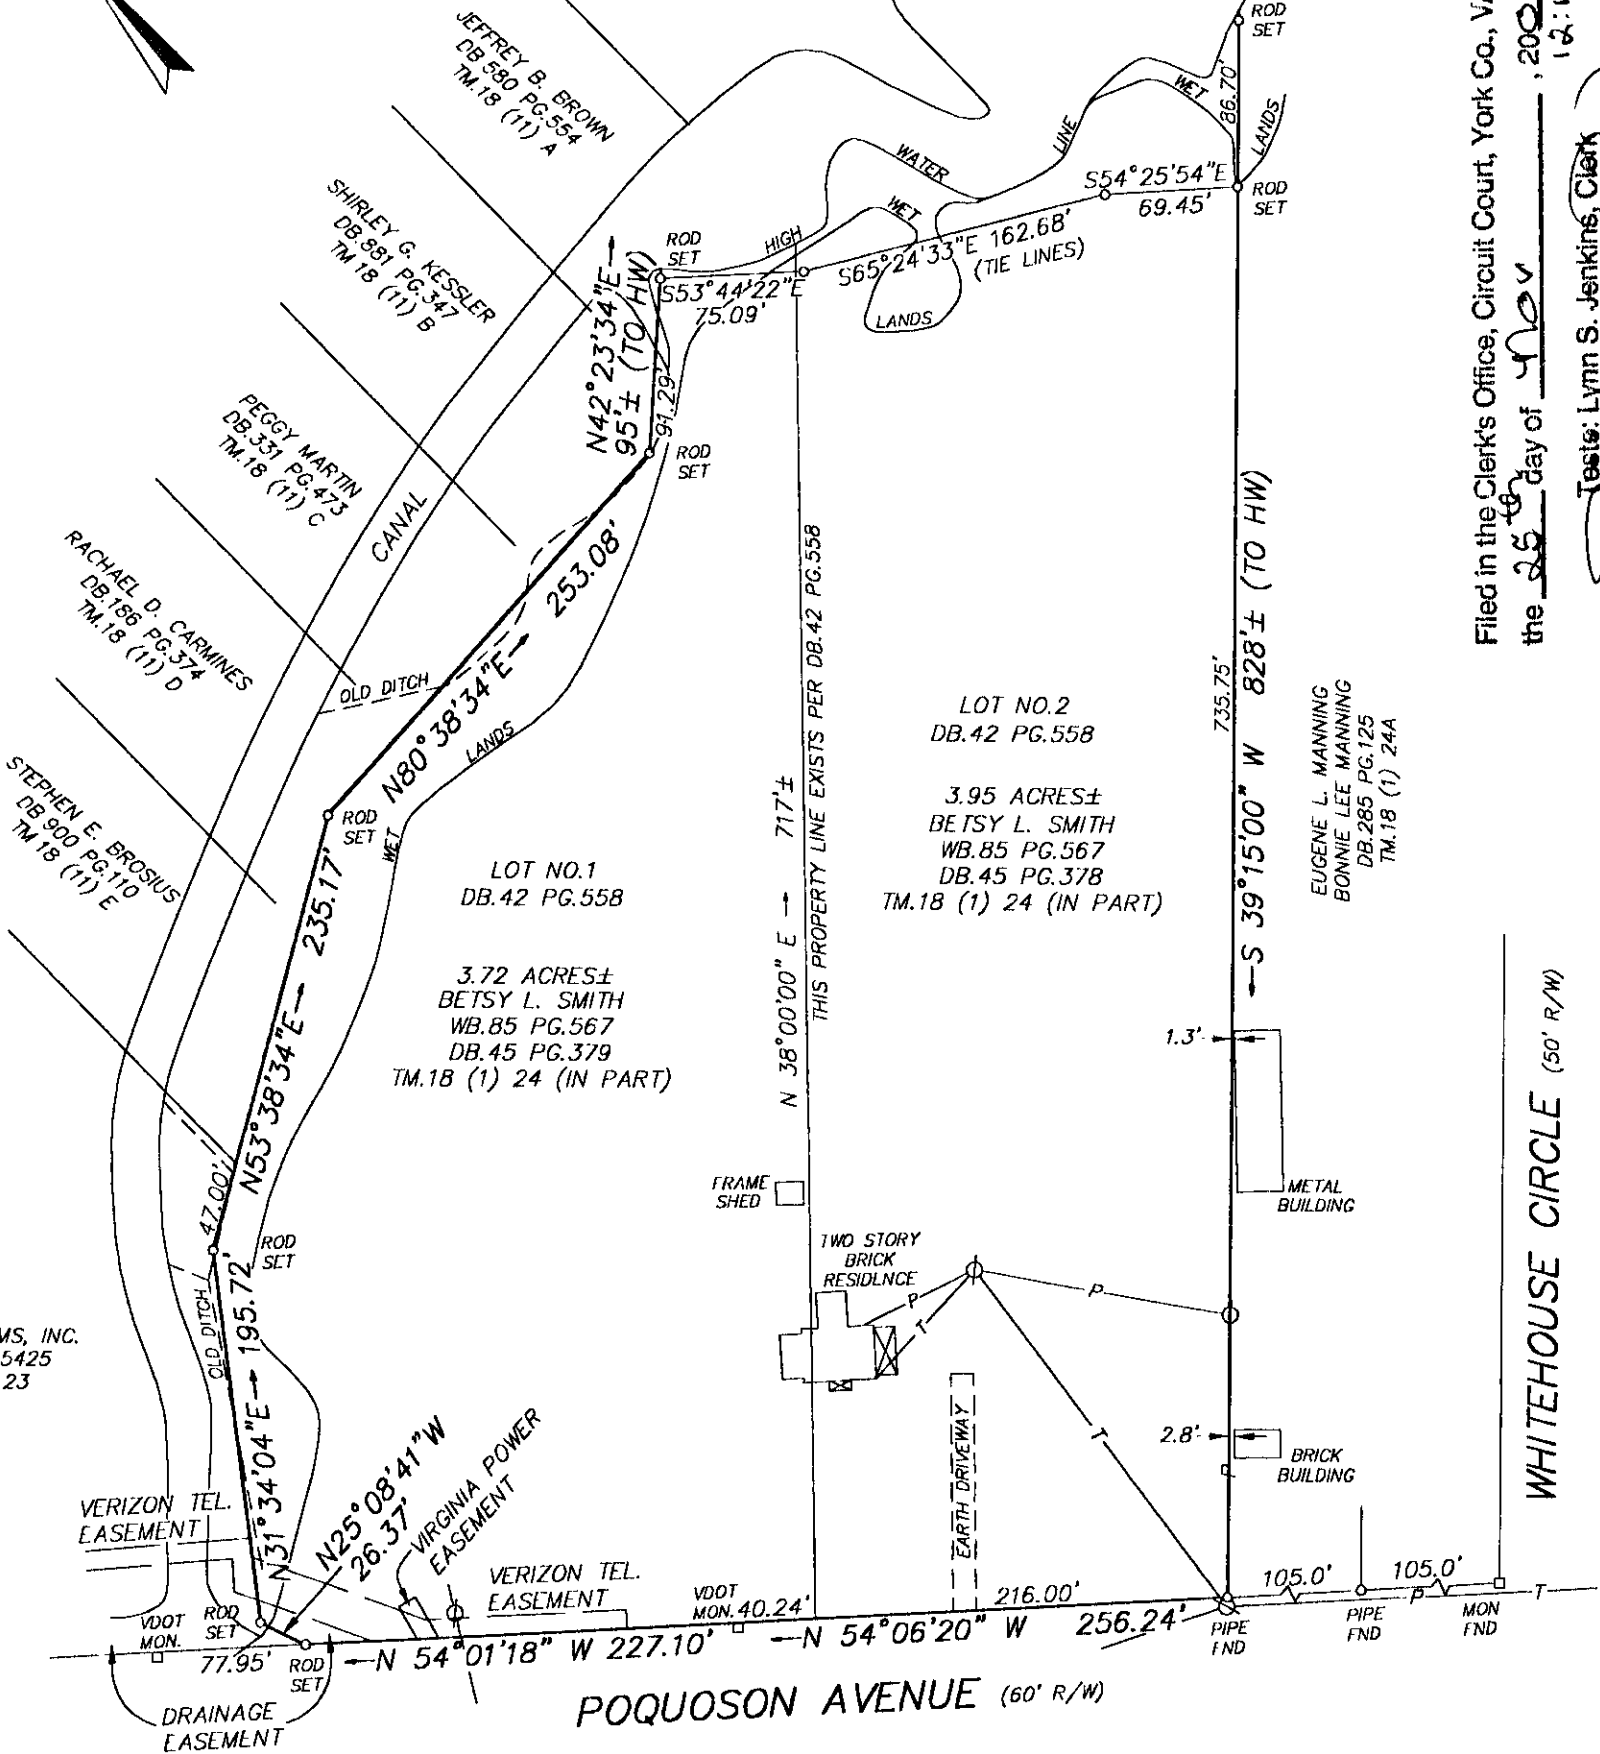 JEFFREY B. BROWN
DB 580 PG.554
TM.18 (11) A
SHIRLEY G. KESSLER
DB.881 PG.347
TM 18 (11) B
PEGGY MARTIN
DB.331 PG.473
TM.18 (11) C
RACHAEL D. CARMINES
DB.186 PG.374
TM.18 (11) D
STEPHEN E. BROSIUS
DB 900 PG.110
TM 18 (11) E
CANAL
OLD DITCH
N42°23'34"E
95'± (TO HW)
91.29'
ROD
SET
S53°44'22"E
75.09'
HIGH
WATER
LINE
WET
LANDS
S65°24'33"E 162.68'
(TIE LINES)
S54°25'54"E
69.45'
WET
LANDS
86.70'
ROD
SET
ROD
SET
ROD
SET
N80°38'34"E 253.08'
WET
LANDS
ROD
SET
N53°38'34"E 235.17'
47.00'
ROD
SET
OLD DITCH
N31°34'04"E 195.72'
N25°08'41"W
26.37'
LOT NO.1
DB.42 PG.558
3.72 ACRES±
BETSY L. SMITH
WB.85 PG.567
DB.45 PG.379
TM.18 (1) 24 (IN PART)
N 38°00'00" E 717'±
THIS PROPERTY LINE EXISTS PER DB.42 PG.558
LOT NO.2
DB.42 PG.558
3.95 ACRES±
BETSY L. SMITH
WB.85 PG.567
DB.45 PG.378
TM.18 (1) 24 (IN PART)
735.75'
S 39°15'00" W 828'± (TO HW)
EUGENE L. MANNING
BONNIE LEE MANNING
DB.285 PG.125
TM.18 (1) 24A
Filed in the Clerk's Office, Circuit Court, York Co., VA
the 25th day of Nov, 200
12:1
Teste: Lynn S. Jenkins, Clerk
WHITEHOUSE CIRCLE (50' R/W)
1.3'
METAL
BUILDING
FRAME
SHED
TWO STORY
BRICK
RESIDENCE
P
P
T
T
2.8'
BRICK
BUILDING
EARTH DRIVEWAY
MS, INC.
5425
23
VERIZON TEL.
EASEMENT
VIRGINIA POWER
EASEMENT
VERIZON TEL.
EASEMENT
VDOT
MON.
40.24'
216.00'
105.0'
105.0'
P
T
PIPE
FND
PIPE
FND
MON
FND
VDOT
MON.
ROD
SET
77.95'
ROD
SET
N 54°01'18" W 227.10'
N 54°06'20" W 256.24'
DRAINAGE
EASEMENT
POQUOSON AVENUE (60' R/W)